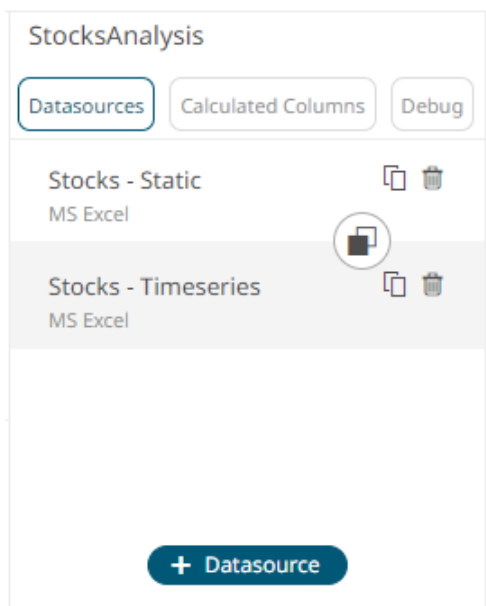 StocksAnalysis
Datasources Calculated Columns Debug
Stocks - Static
MS Excel
Stocks - Timeseries
MS Excel
+ Datasource